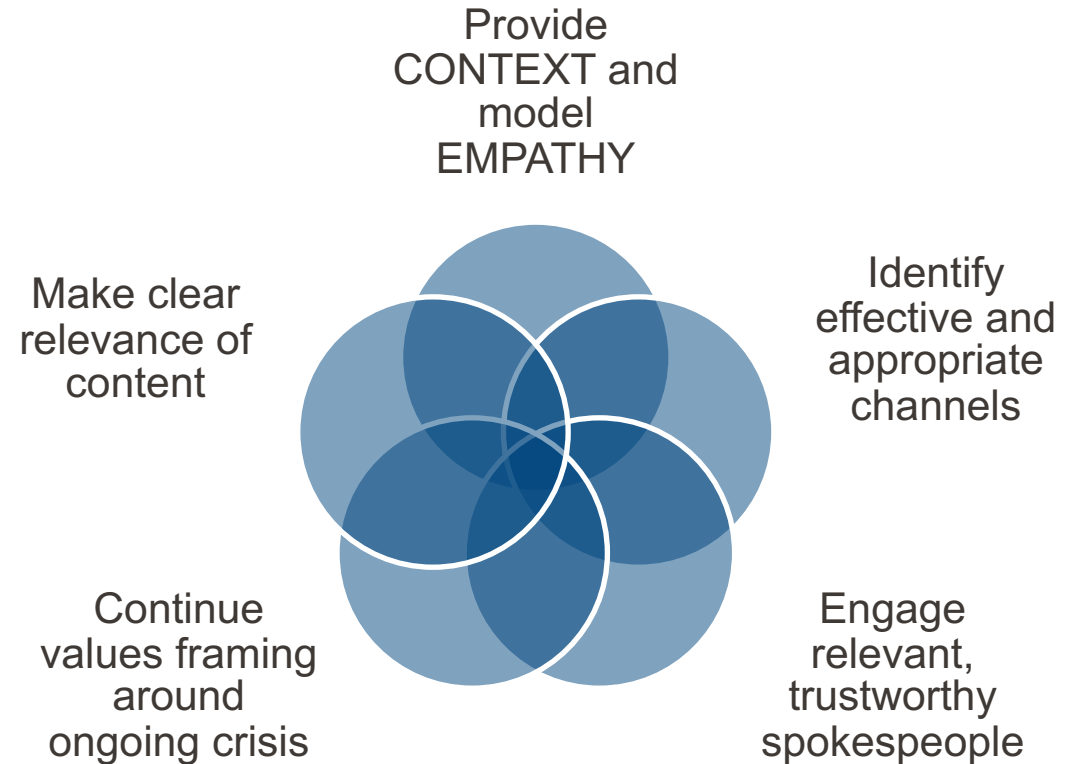 Provide
CONTEXT and
model
EMPATHY
Identify
effective and
appropriate
channels
Engage
relevant,
trustworthy
spokespeople
Continue
values framing
around
ongoing crisis
Make clear
relevance of
content